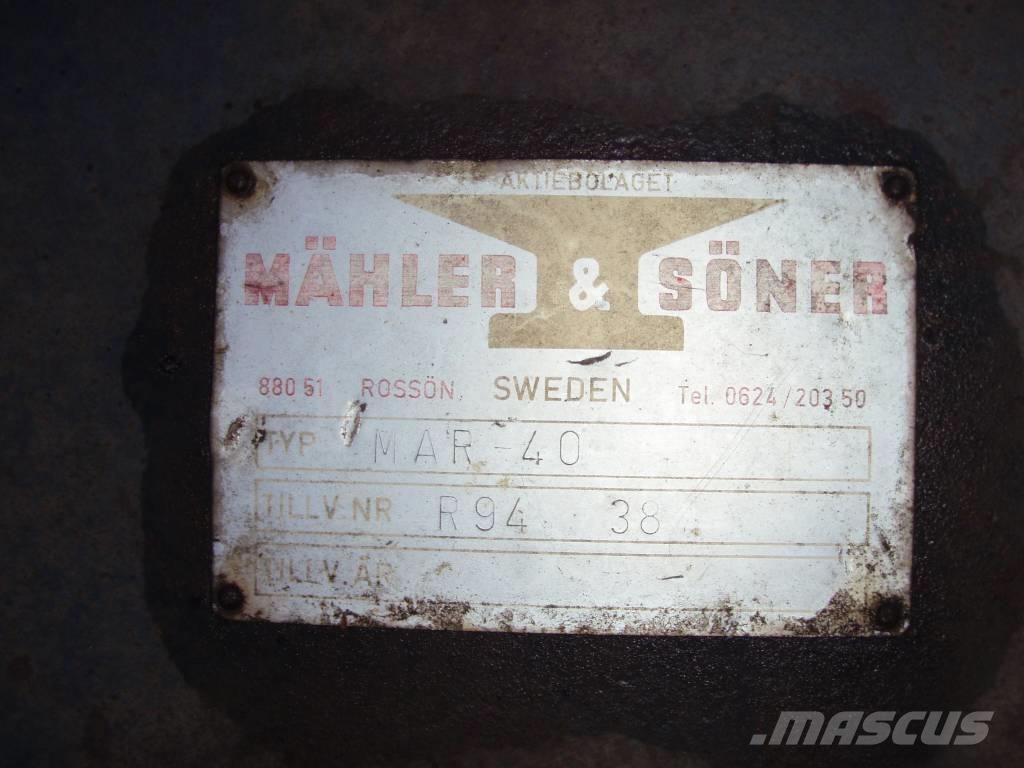 AKTIEBOLAGET
MÄHLER & SÖNER
880 51 ROSSÖN, SWEDEN Tel. 0624/203 50
TYP MAR-40
TILLV.NR R94 38
TILLV.ÅR
.MASCUS